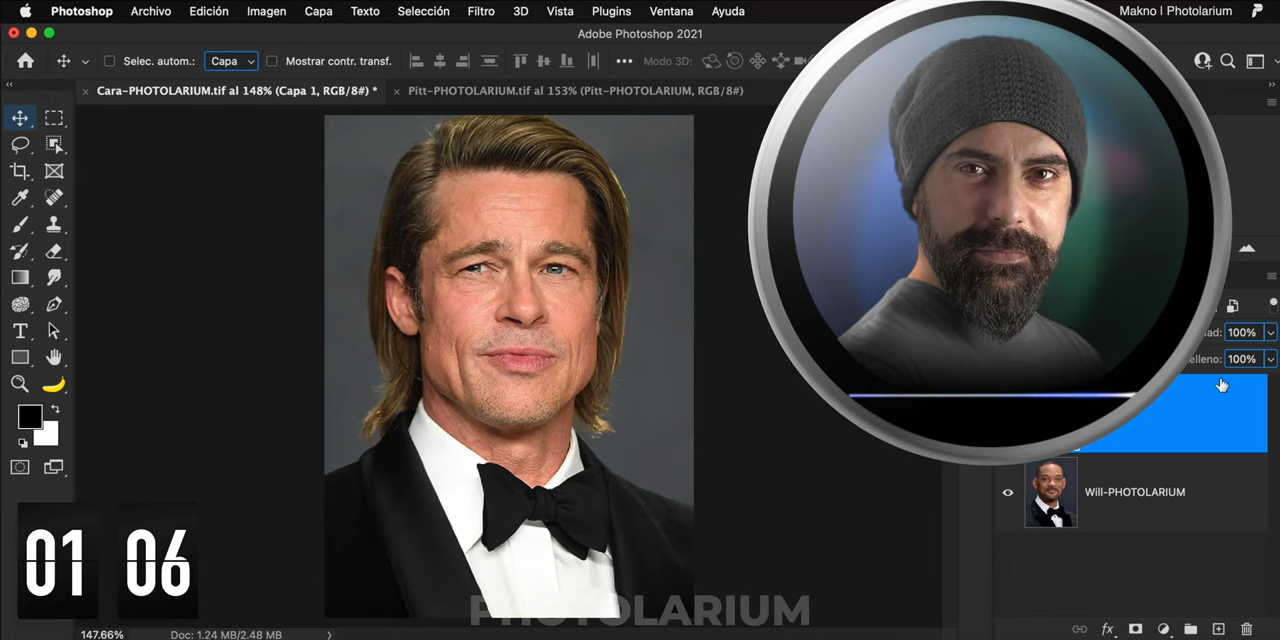 Photoshop Archivo Edición Imagen Capa Texto Selección Filtro 3D Vista Plugins Ventana Ayuda Makno | Photolarium
Adobe Photoshop 2021
Selec. autom.: Capa Mostrar contr. transf. ••• Modo 3D:
× Cara-PHOTOLARIUM.tif al 148% (Capa 1, RGB/8#) * × Pitt-PHOTOLARIUM.tif al 153% (Pitt-PHOTOLARIUM, RGB/8#)
dad: 100%
elleno: 100%
Will-PHOTOLARIUM
01 06
PHOTOLARIUM
fx
147.66% Doc: 1.24 MB/2.48 MB